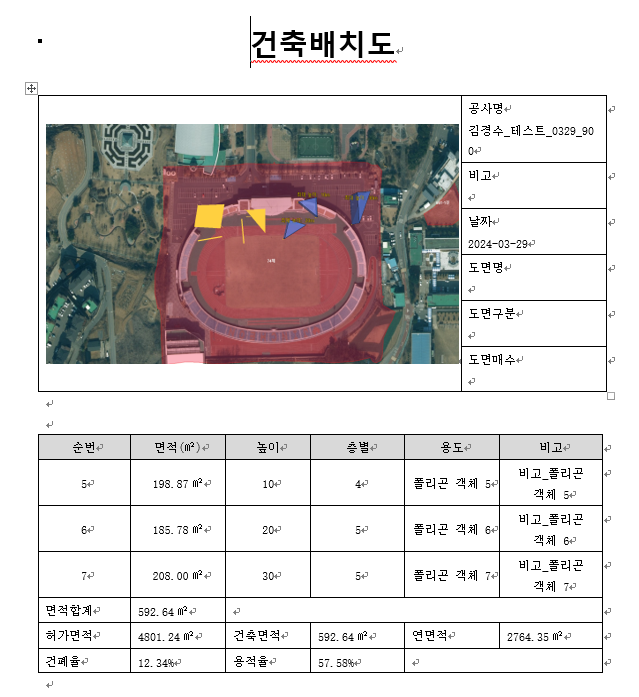 건축배치도
공사명
김경수_테스트_0329_90
0
비고
날짜
2024-03-29
도면명
도면구분
도면매수
순번 면적(㎡) 높이 층별 용도 비고
5 198.87 ㎡ 10 4 폴리곤 객체 5 비고_폴리곤
객체 5
6 185.78 ㎡ 20 5 폴리곤 객체 6 비고_폴리곤
객체 6
7 208.00 ㎡ 30 5 폴리곤 객체 7 비고_폴리곤
객체 7
면적합계 592.64 ㎡
허가면적 4801.24 ㎡ 건축면적 592.64 ㎡ 연면적 2764.35 ㎡
건폐율 12.34% 용적율 57.58%